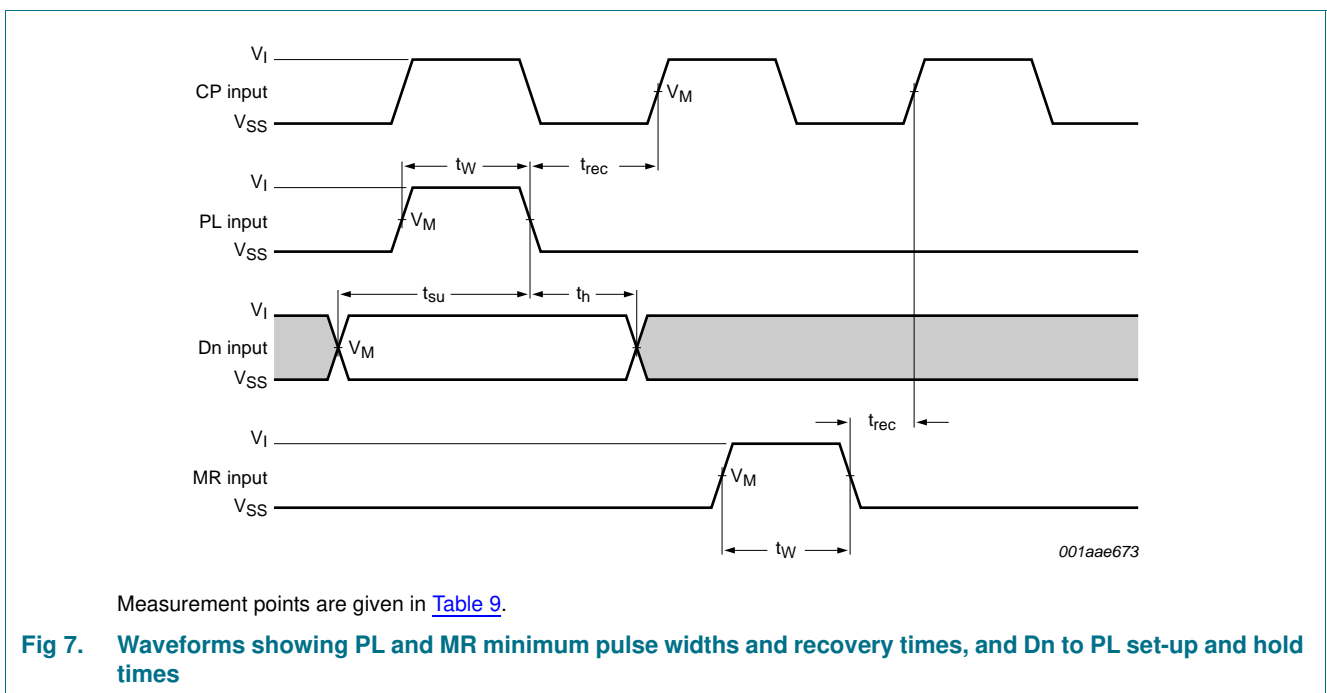 VI
CP input
VM
VSS
tW
trec
VI
PL input
VM
VSS
tsu
th
VI
Dn input
VM
VSS
trec
VI
MR input
VM
VSS
tW
001aae673
Measurement points are given in Table 9.
Fig 7. Waveforms showing PL and MR minimum pulse widths and recovery times, and Dn to PL set-up and hold
times